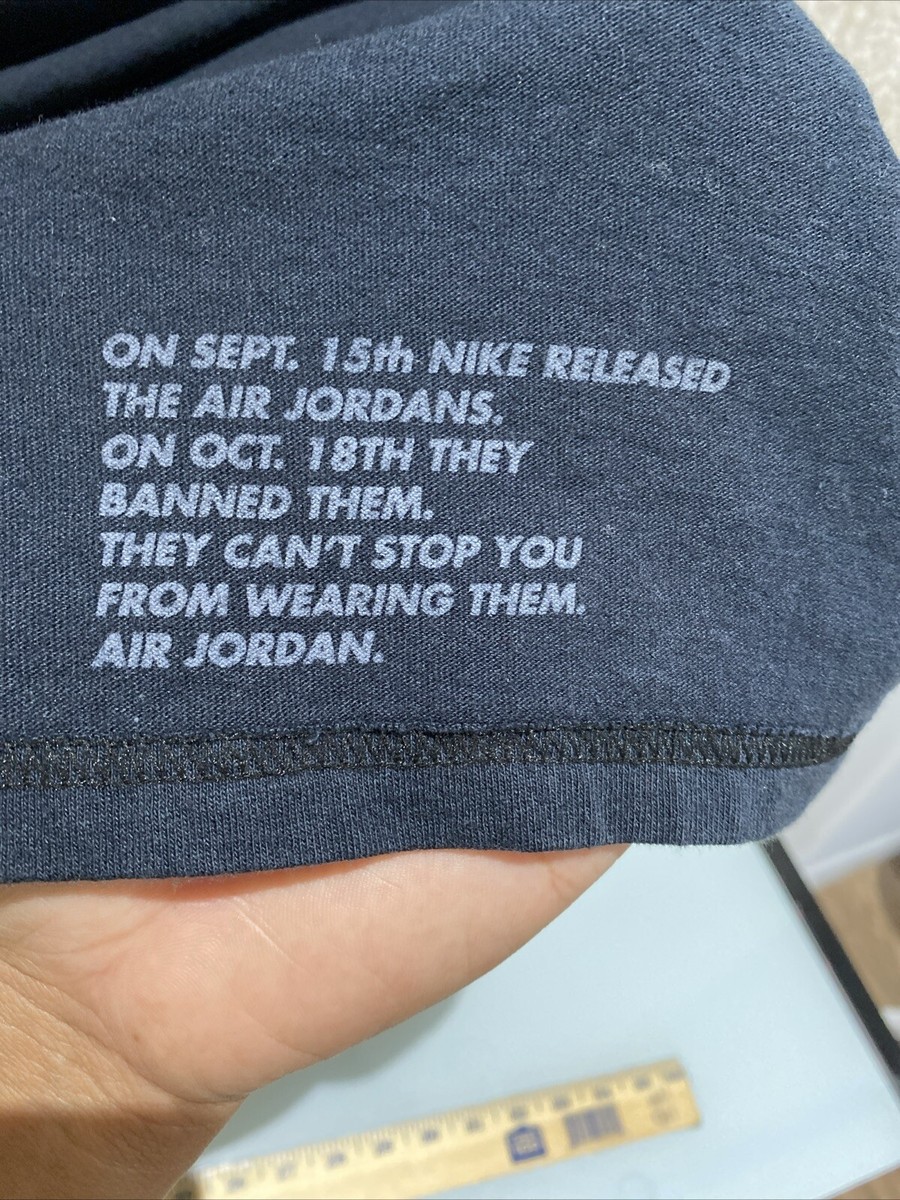 ON SEPT. 15th NIKE RELEASED
THE AIR JORDANS.
ON OCT. 18TH THEY
BANNED THEM.
THEY CAN'T STOP YOU
FROM WEARING THEM.
AIR JORDAN.